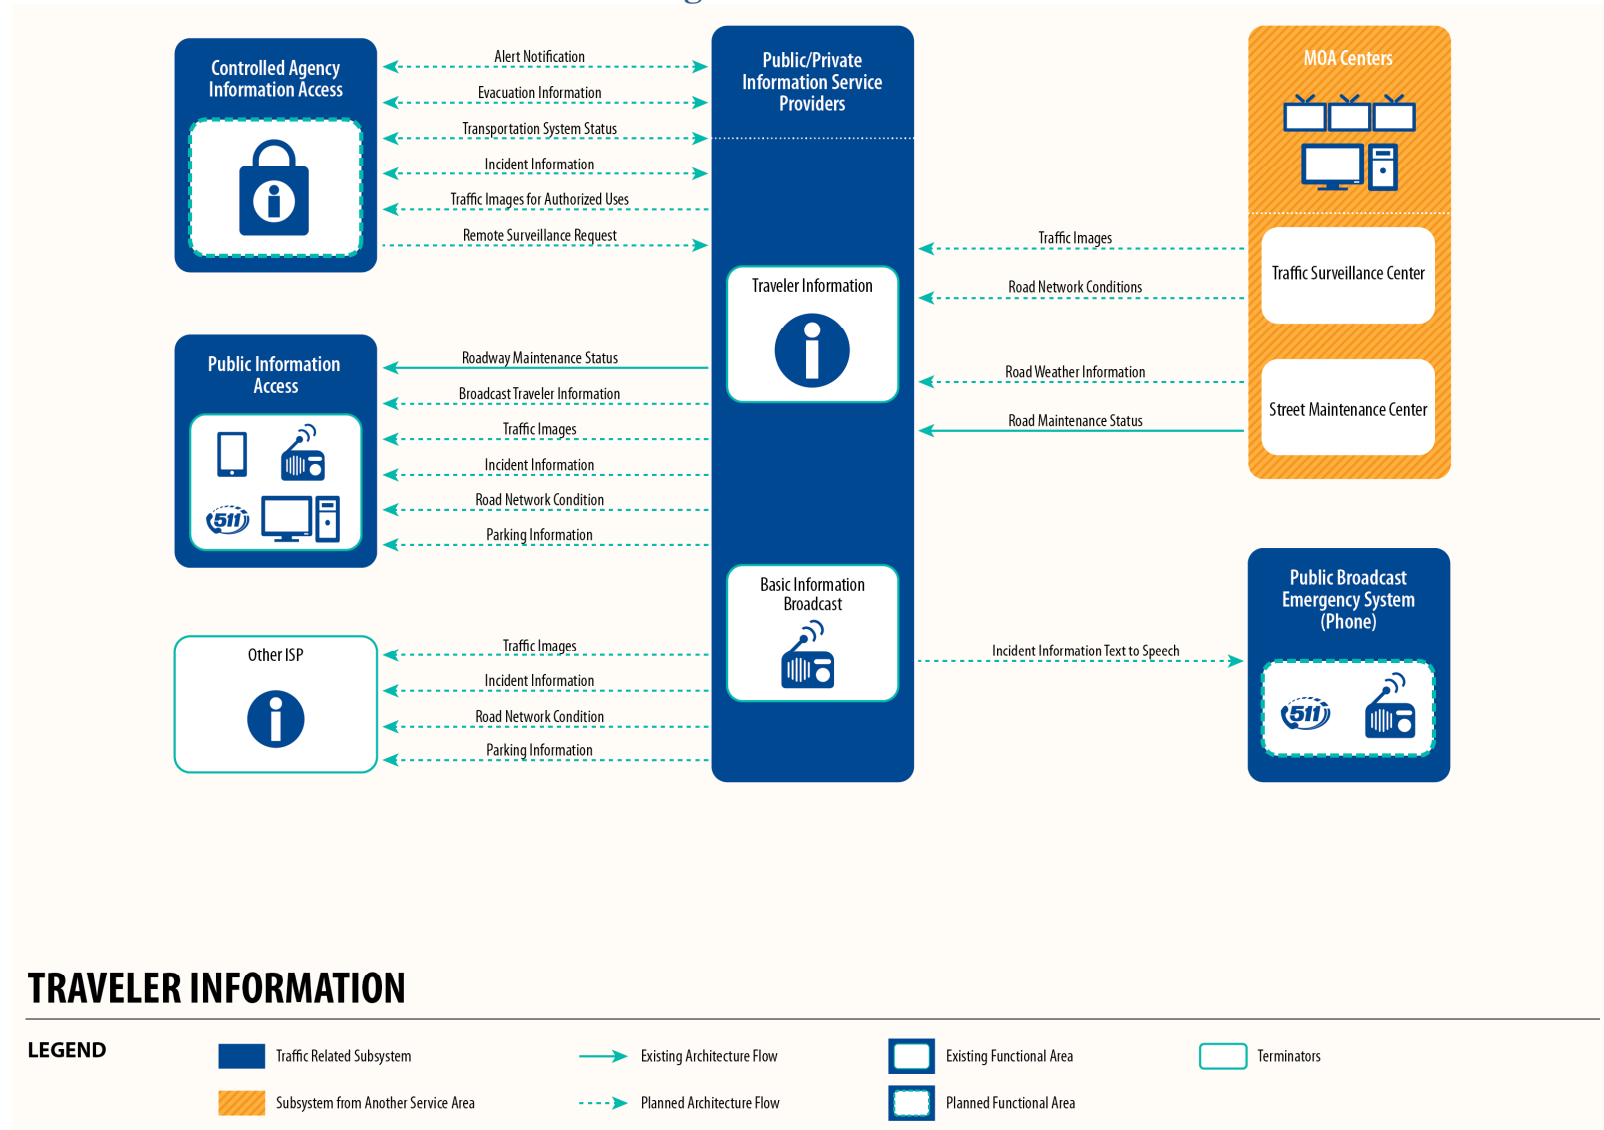 Controlled Agency
Information Access
Alert Notification
Evacuation Information
Transportation System Status
Incident Information
Traffic Images for Authorized Uses
Remote Surveillance Request
Public/Private
Information Service
Providers
MOA Centers
Traffic Images
Road Network Conditions
Traffic Surveillance Center
Traveler Information
Public Information
Access
511
Roadway Maintenance Status
Broadcast Traveler Information
Traffic Images
Incident Information
Road Network Condition
Parking Information
Road Weather Information
Road Maintenance Status
Street Maintenance Center
Basic Information
Broadcast
Other ISP
Traffic Images
Incident Information
Road Network Condition
Parking Information
Incident Information Text to Speech
Public Broadcast
Emergency System
(Phone)
511
TRAVELER INFORMATION
LEGEND
Traffic Related Subsystem
Existing Architecture Flow
Existing Functional Area
Terminators
Subsystem from Another Service Area
Planned Architecture Flow
Planned Functional Area